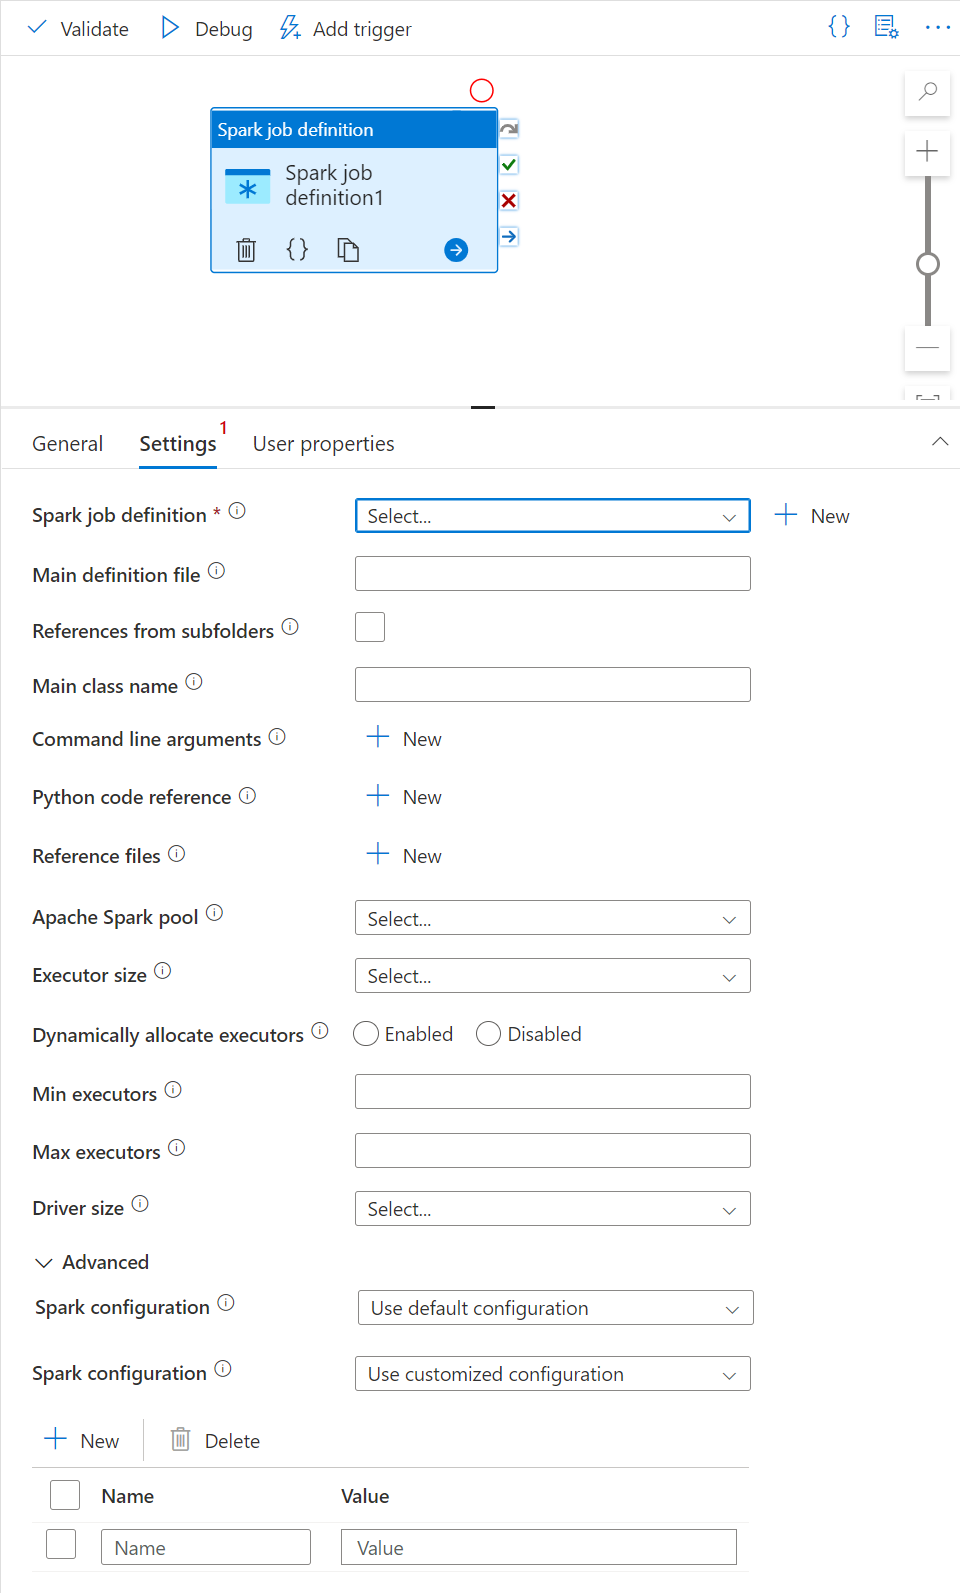 Validate Debug Add trigger
Spark job definition
Spark job
definition1
General Settings 1 User properties
Spark job definition * Select... New
Main definition file
References from subfolders
Main class name
Command line arguments New
Python code reference New
Reference files New
Apache Spark pool Select...
Executor size Select...
Dynamically allocate executors Enabled Disabled
Min executors
Max executors
Driver size Select...
Advanced
Spark configuration Use default configuration
Spark configuration Use customized configuration
New Delete
Name Value
Name Value